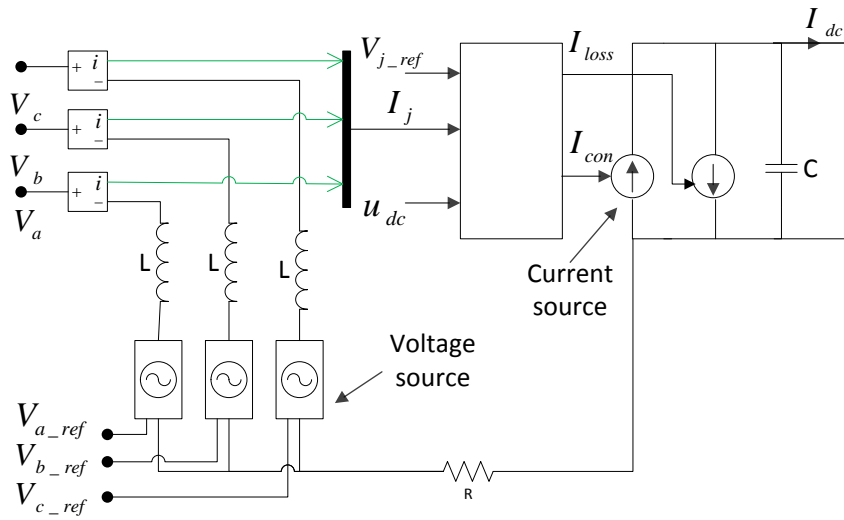 I_dc
V_j_ref
I_loss
+ i −
V_c
+ i −
I_j
I_con
C
V_b
+ i −
V_a
u_dc
L
L
L
Current
source
Voltage
source
V_a_ref
V_b_ref
V_c_ref
R